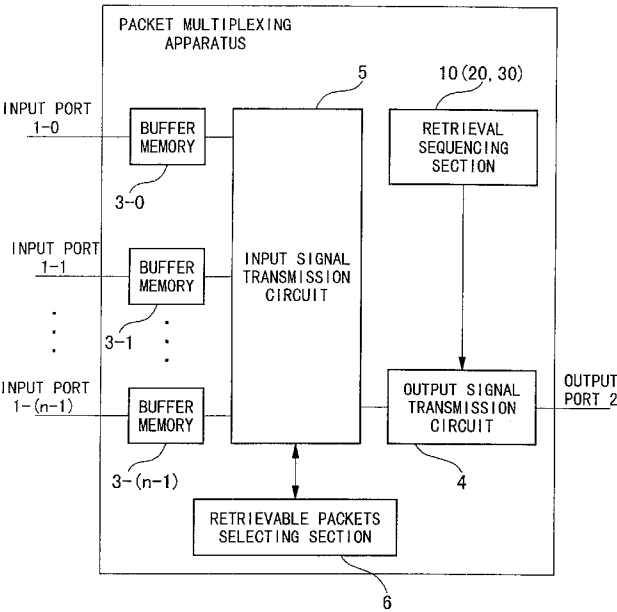 PACKET MULTIPLEXING
APPARATUS
5
10(20, 30)
INPUT PORT
1-0
BUFFER
MEMORY
3-0
RETRIEVAL
SEQUENCING
SECTION
INPUT PORT
1-1
BUFFER
MEMORY
3-1
INPUT SIGNAL
TRANSMISSION
CIRCUIT
INPUT PORT
1-(n-1)
BUFFER
MEMORY
3-(n-1)
OUTPUT SIGNAL
TRANSMISSION
CIRCUIT
4
OUTPUT
PORT 2
RETRIEVABLE PACKETS
SELECTING SECTION
6